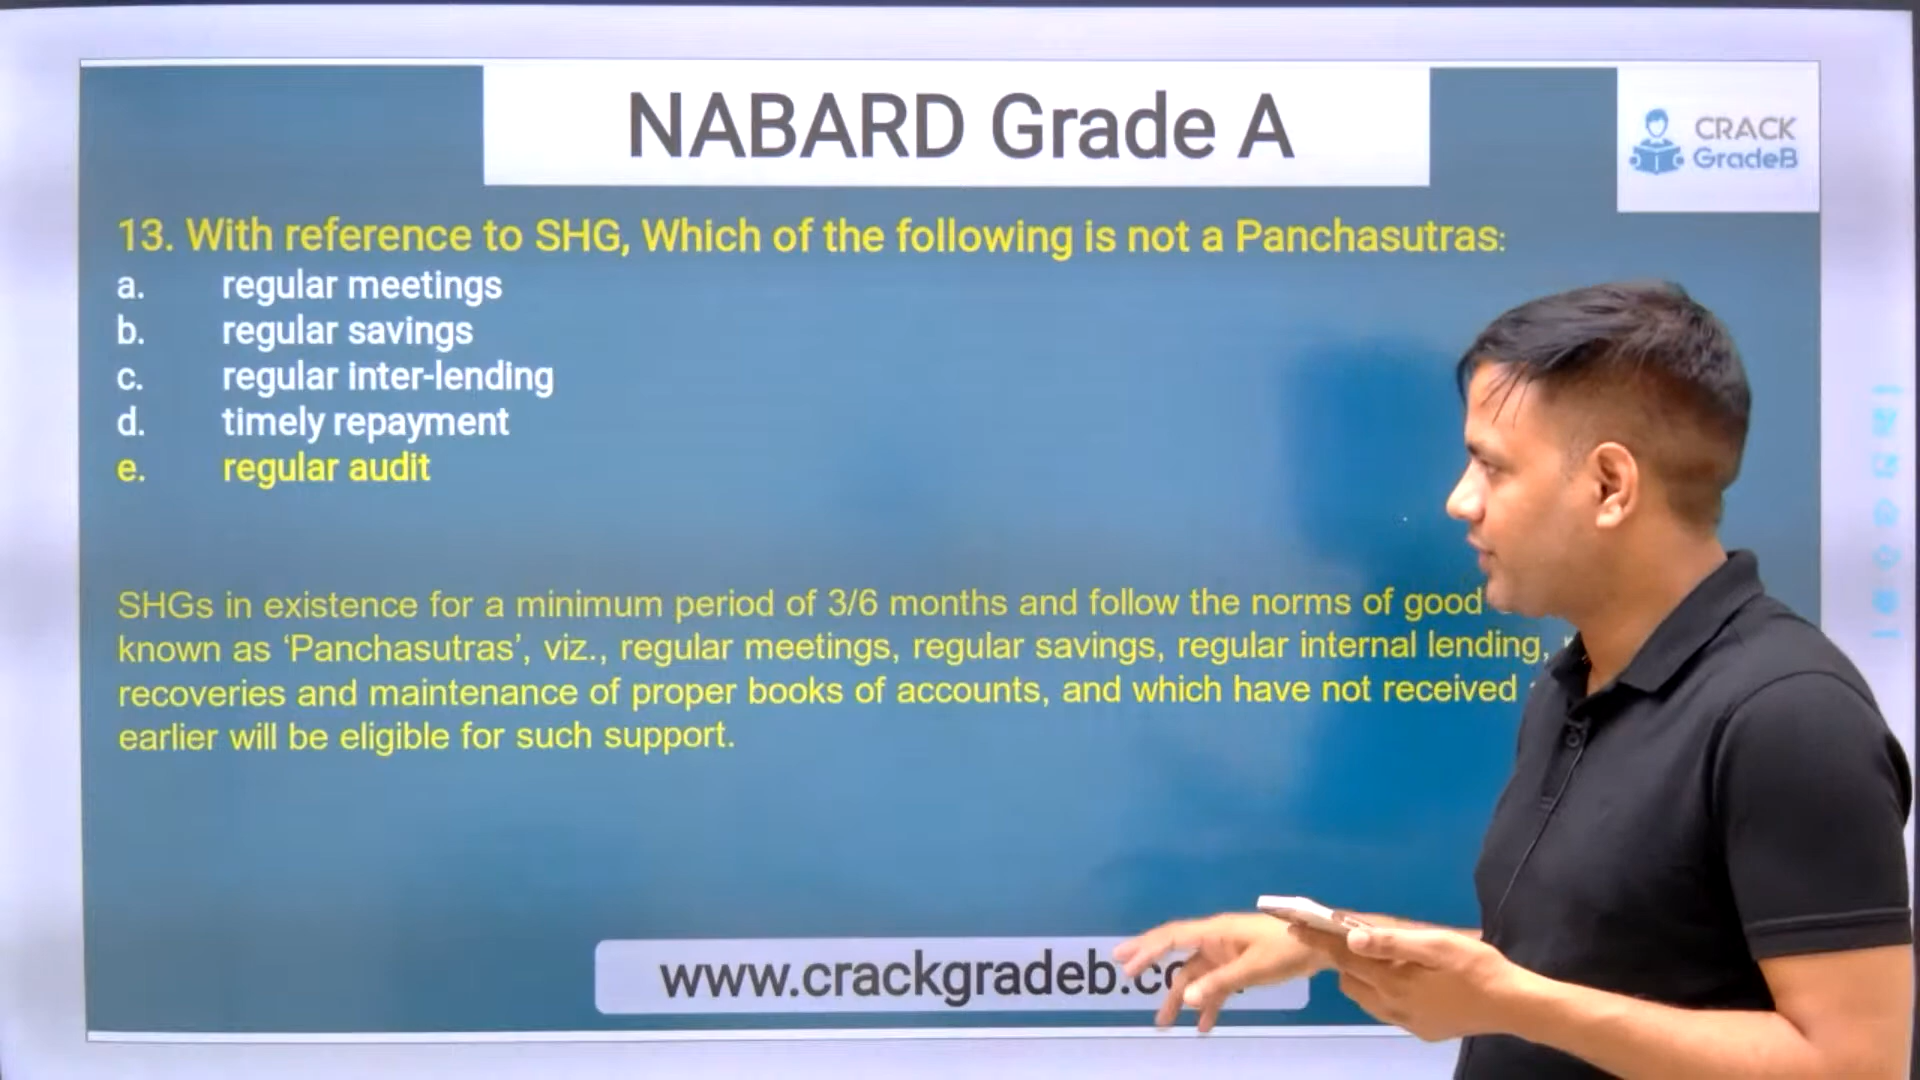 NABARD Grade A
CRACK
GradeB
13. With reference to SHG, Which of the following is not a Panchasutras:
a. regular meetings
b. regular savings
c. regular inter-lending
d. timely repayment
e. regular audit
SHGs in existence for a minimum period of 3/6 months and follow the norms of good
known as ‘Panchasutras’, viz., regular meetings, regular savings, regular internal lending,
recoveries and maintenance of proper books of accounts, and which have not received
earlier will be eligible for such support.